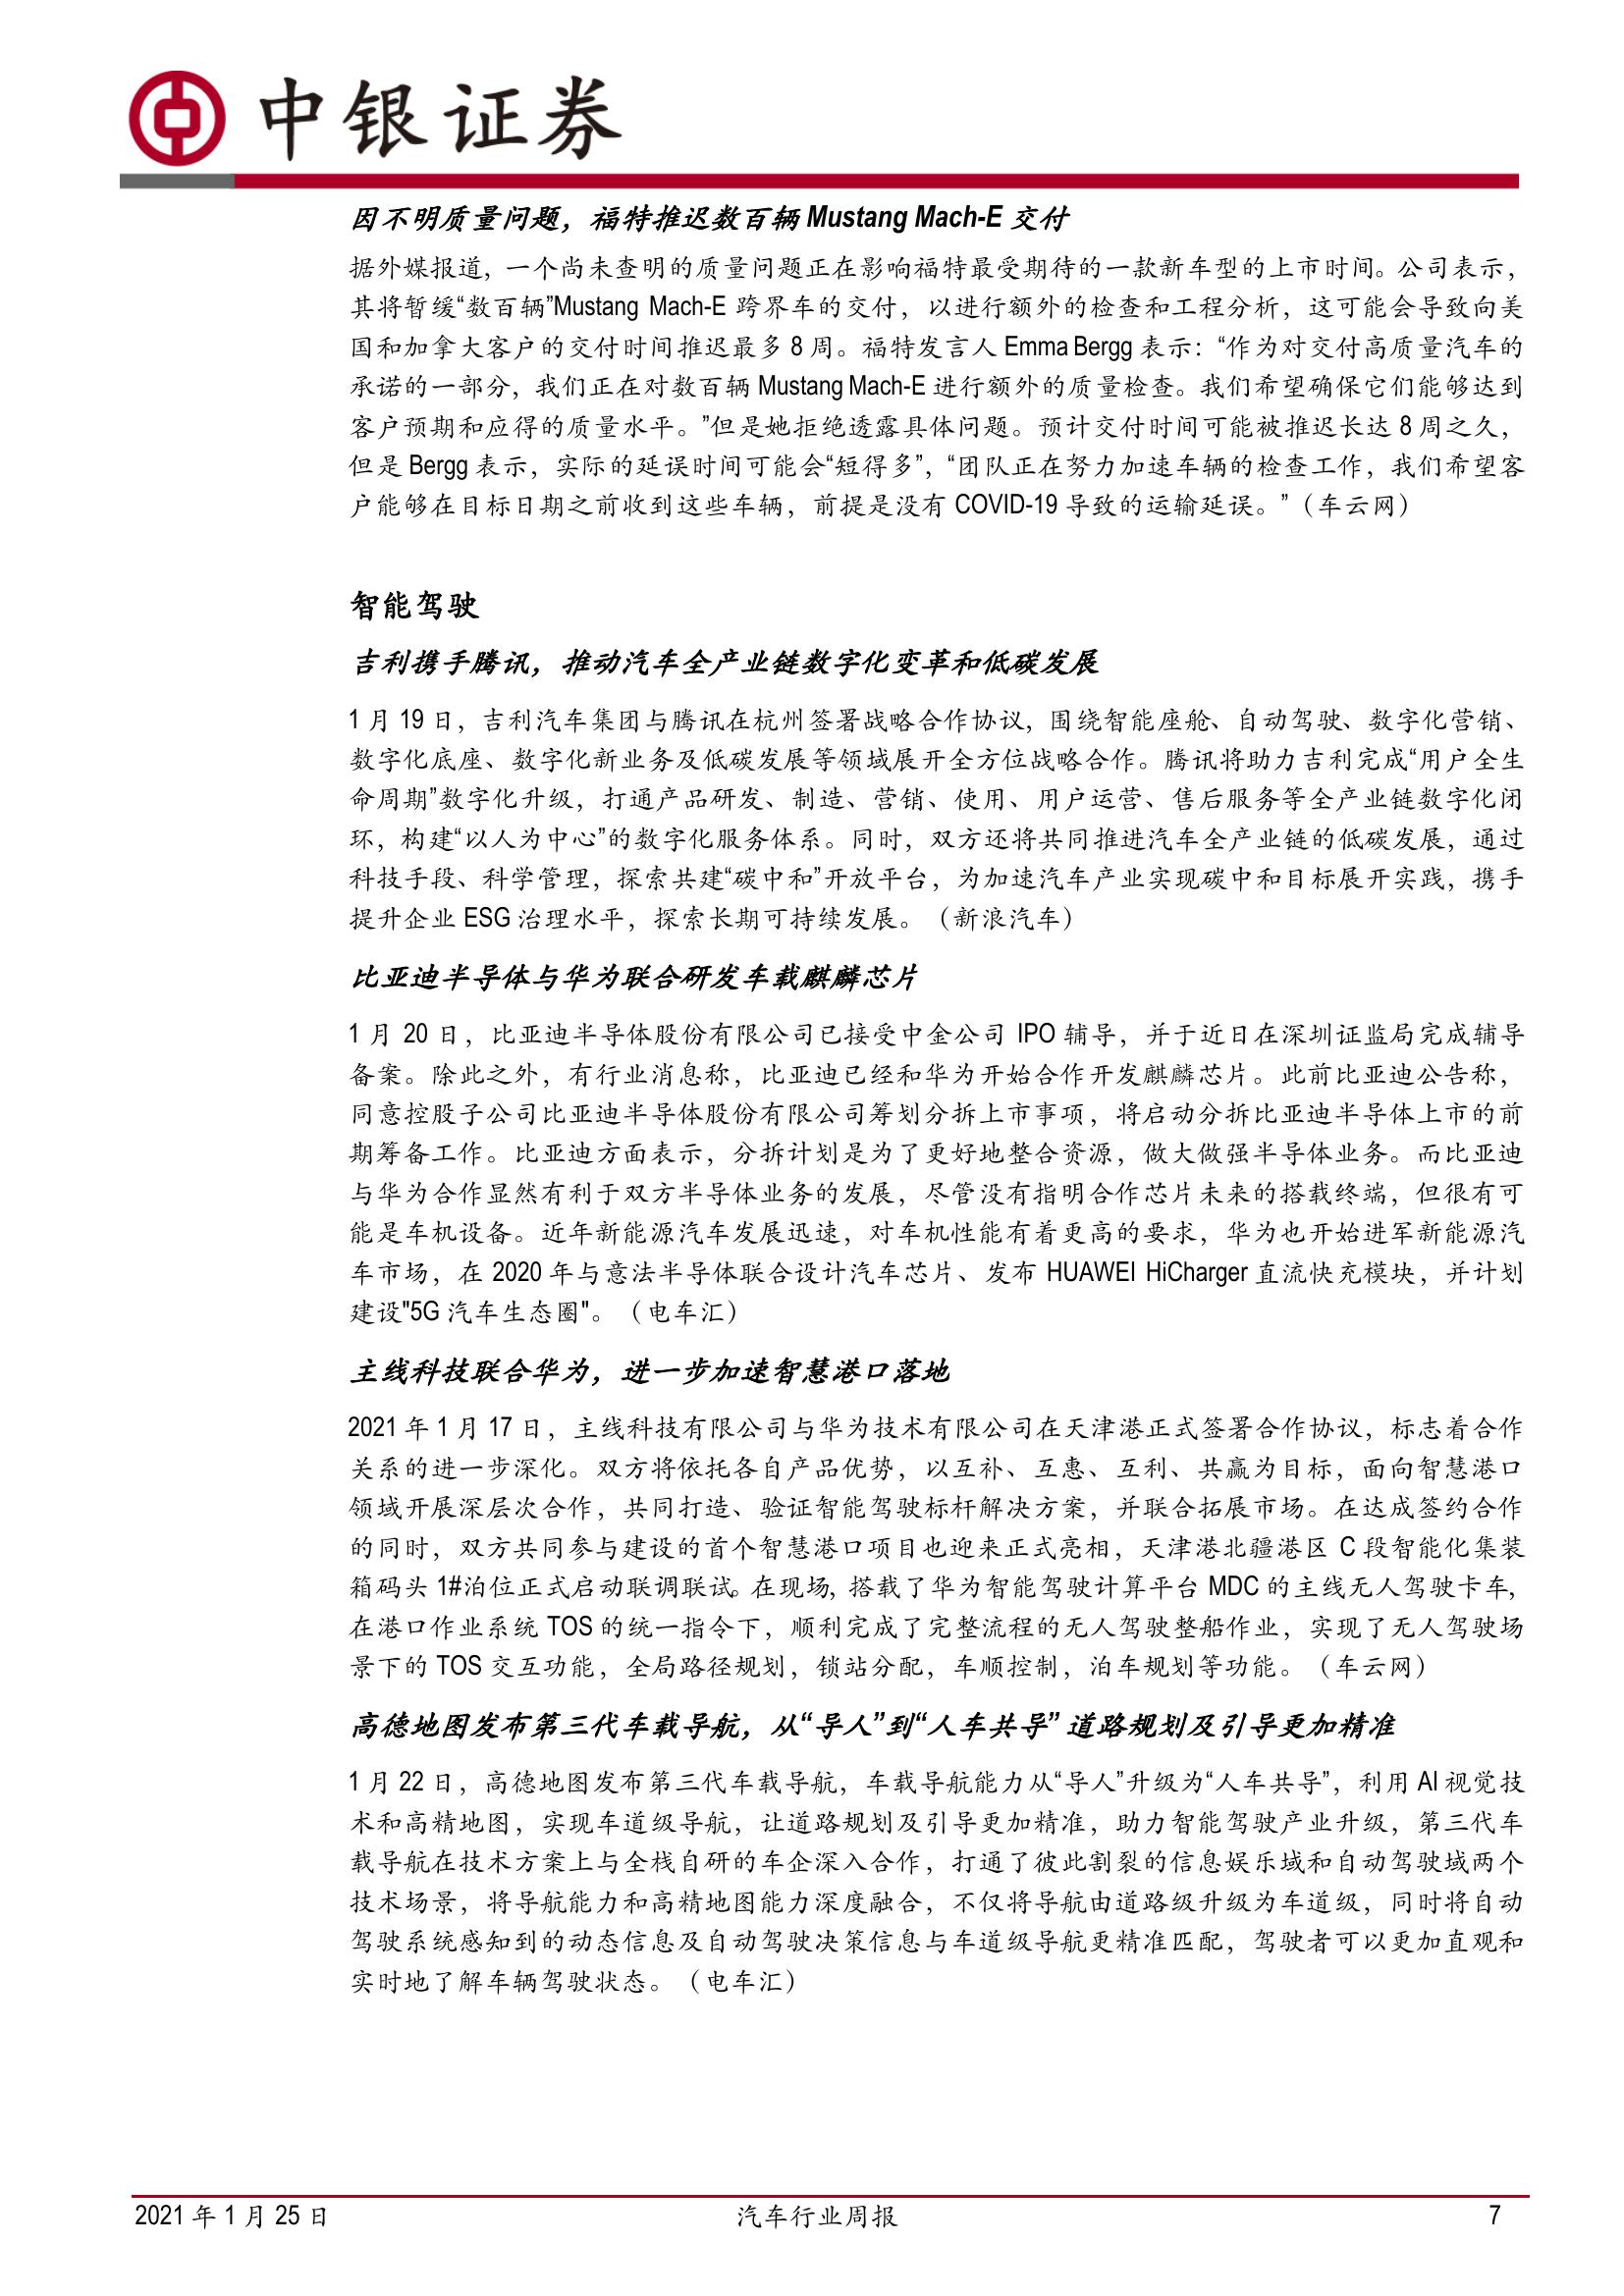 中银证券
因不明质量问题，福特推迟数百辆 Mustang Mach-E 交付
据外媒报道，一个尚未查明的质量问题正在影响福特最受期待的一款新车型的上市时间。公司表示，
其将暂缓“数百辆”Mustang Mach-E 跨界车的交付，以进行额外的检查和工程分析，这可能会导致向美
国和加拿大客户的交付时间推迟最多 8 周。福特发言人 Emma Bergg 表示：“作为对交付高质量汽车的
承诺的一部分，我们正在对数百辆 Mustang Mach-E 进行额外的质量检查。我们希望确保它们能够达到
客户预期和应得的质量水平。”但是她拒绝透露具体问题。预计交付时间可能被推迟长达 8 周之久，
但是 Bergg 表示，实际的延误时间可能会“短得多”，“团队正在努力加速车辆的检查工作，我们希望客
户能够在目标日期之前收到这些车辆，前提是没有 COVID-19 导致的运输延误。”（车云网）
智能驾驶
吉利携手腾讯，推动汽车全产业链数字化变革和低碳发展
1 月 19 日，吉利汽车集团与腾讯在杭州签署战略合作协议，围绕智能座舱、自动驾驶、数字化营销、
数字化底座、数字化新业务及低碳发展等领域展开全方位战略合作。腾讯将助力吉利完成“用户全生
命周期”数字化升级，打通产品研发、制造、营销、使用、用户运营、售后服务等全产业链数字化闭
环，构建“以人为中心”的数字化服务体系。同时，双方还将共同推进汽车全产业链的低碳发展，通过
科技手段、科学管理，探索共建“碳中和”开放平台，为加速汽车产业实现碳中和目标展开实践，携手
提升企业 ESG 治理水平，探索长期可持续发展。（新浪汽车）
比亚迪半导体与华为联合研发车载麒麟芯片
1 月 20 日，比亚迪半导体股份有限公司已接受中金公司 IPO 辅导，并于近日在深圳证监局完成辅导
备案。除此之外，有行业消息称，比亚迪已经和华为开始合作开发麒麟芯片。此前比亚迪公告称，
同意控股子公司比亚迪半导体股份有限公司筹划分拆上市事项，将启动分拆比亚迪半导体上市的前
期筹备工作。比亚迪方面表示，分拆计划是为了更好地整合资源，做大做强半导体业务。而比亚迪
与华为合作显然有利于双方半导体业务的发展，尽管没有指明合作芯片未来的搭载终端，但很有可
能是车机设备。近年新能源汽车发展迅速，对车机性能有着更高的要求，华为也开始进军新能源汽
车市场，在 2020 年与意法半导体联合设计汽车芯片、发布 HUAWEI HiCharger 直流快充模块，并计划
建设"5G 汽车生态圈"。（电车汇）
主线科技联合华为，进一步加速智慧港口落地
2021 年 1 月 17 日，主线科技有限公司与华为技术有限公司在天津港正式签署合作协议，标志着合作
关系的进一步深化。双方将依托各自产品优势，以互补、互惠、互利、共赢为目标，面向智慧港口
领域开展深层次合作，共同打造、验证智能驾驶标杆解决方案，并联合拓展市场。在达成签约合作
的同时，双方共同参与建设的首个智慧港口项目也迎来正式亮相，天津港北疆港区 C 段智能化集装
箱码头 1#泊位正式启动联调联试。在现场，搭载了华为智能驾驶计算平台 MDC 的主线无人驾驶卡车，
在港口作业系统 TOS 的统一指令下，顺利完成了完整流程的无人驾驶整船作业，实现了无人驾驶场
景下的 TOS 交互功能，全局路径规划，锁站分配，车顺控制，泊车规划等功能。（车云网）
高德地图发布第三代车载导航，从“导人”到“人车共导” 道路规划及引导更加精准
1 月 22 日，高德地图发布第三代车载导航，车载导航能力从“导人”升级为“人车共导”，利用 AI 视觉技
术和高精地图，实现车道级导航，让道路规划及引导更加精准，助力智能驾驶产业升级，第三代车
载导航在技术方案上与全栈自研的车企深入合作，打通了彼此割裂的信息娱乐域和自动驾驶域两个
技术场景，将导航能力和高精地图能力深度融合，不仅将导航由道路级升级为车道级，同时将自动
驾驶系统感知到的动态信息及自动驾驶决策信息与车道级导航更精准匹配，驾驶者可以更加直观和
实时地了解车辆驾驶状态。（电车汇）
2021 年 1 月 25 日 汽车行业周报 7